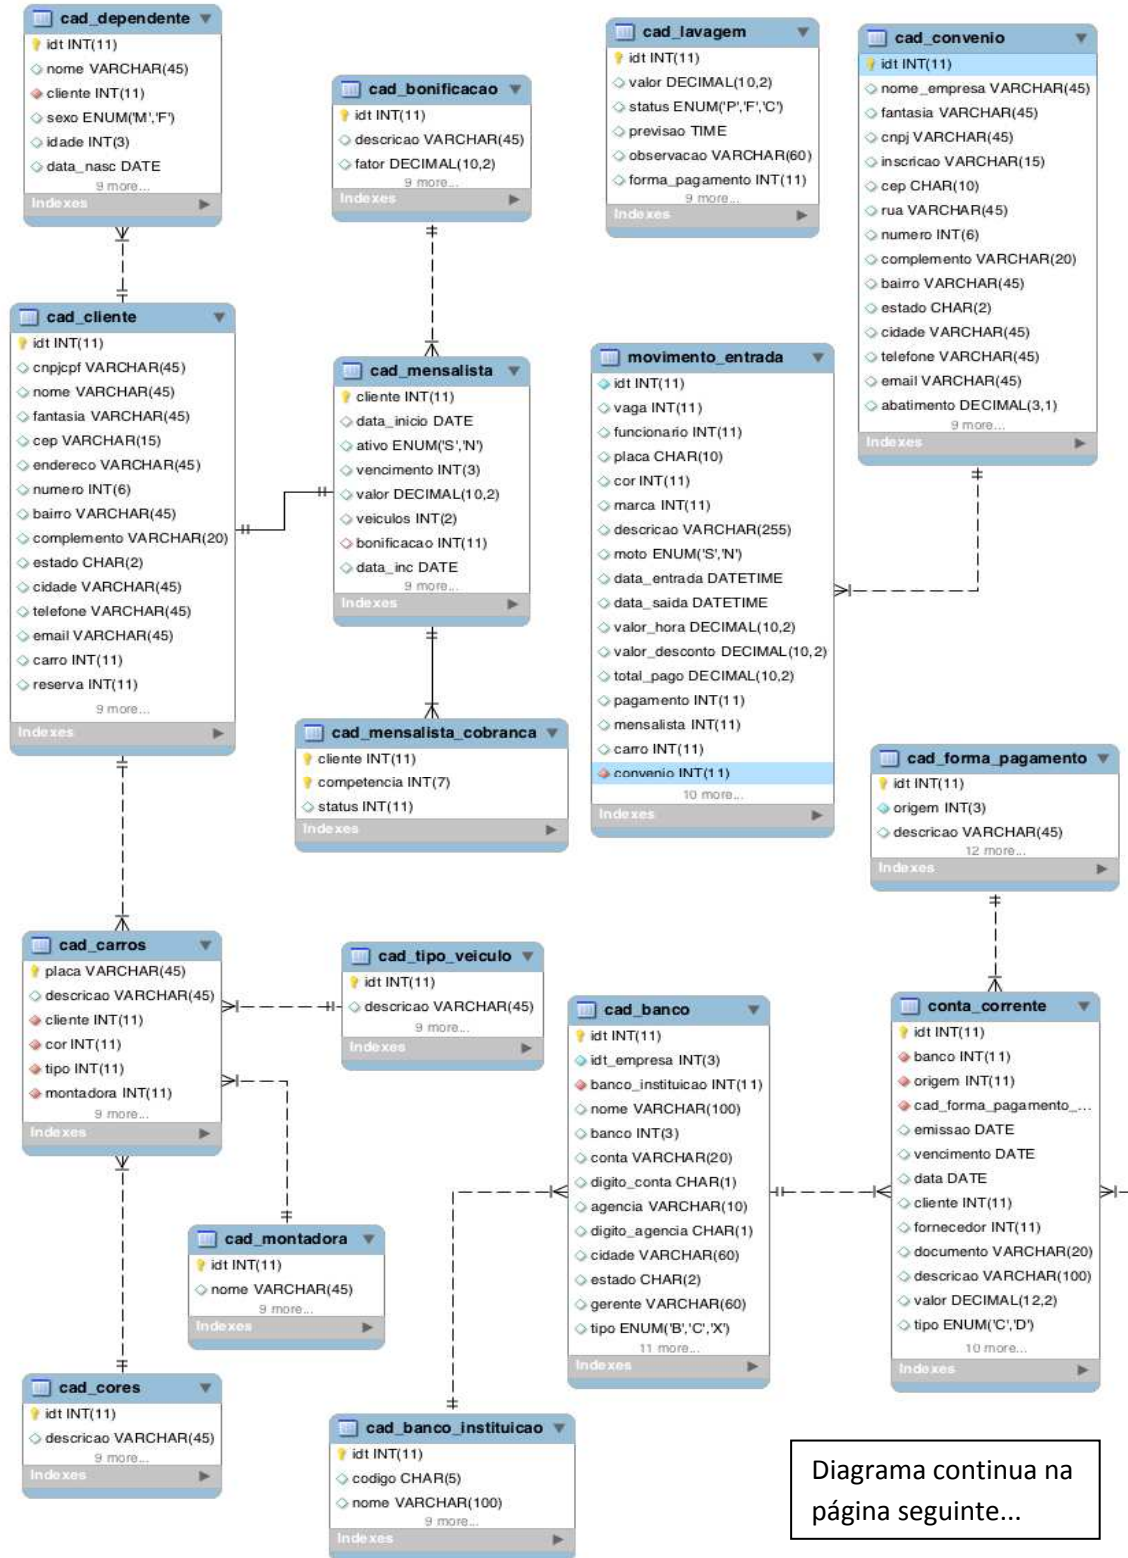 cad_dependente
idt INT(11)
nome VARCHAR(45)
cliente INT(11)
sexo ENUM('M','F')
idade INT(3)
data_nasc DATE
9 more...
Indexes
cad_bonificacao
idt INT(11)
descricao VARCHAR(45)
fator DECIMAL(10,2)
9 more...
Indexes
cad_lavagem
idt INT(11)
valor DECIMAL(10,2)
status ENUM('P','F','C')
previsao TIME
observacao VARCHAR(60)
forma_pagamento INT(11)
9 more...
Indexes
cad_convenio
idt INT(11)
nome_empresa VARCHAR(45)
fantasia VARCHAR(45)
cnpj VARCHAR(45)
inscricao VARCHAR(15)
cep CHAR(10)
rua VARCHAR(45)
numero INT(6)
complemento VARCHAR(20)
bairro VARCHAR(45)
estado CHAR(2)
cidade VARCHAR(45)
telefone VARCHAR(45)
email VARCHAR(45)
abatimento DECIMAL(3,1)
9 more...
Indexes
cad_cliente
idt INT(11)
cnpjcpf VARCHAR(45)
nome VARCHAR(45)
fantasia VARCHAR(45)
cep VARCHAR(15)
endereco VARCHAR(45)
numero INT(6)
bairro VARCHAR(45)
complemento VARCHAR(20)
estado CHAR(2)
cidade VARCHAR(45)
telefone VARCHAR(45)
email VARCHAR(45)
carro INT(11)
reserva INT(11)
9 more...
Indexes
cad_mensalista
cliente INT(11)
data_inicio DATE
ativo ENUM('S','N')
vencimento INT(3)
valor DECIMAL(10,2)
veiculos INT(2)
bonificacao INT(11)
data_inc DATE
9 more...
Indexes
movimento_entrada
idt INT(11)
vaga INT(11)
funcionario INT(11)
placa CHAR(10)
cor INT(11)
marca INT(11)
descricao VARCHAR(255)
moto ENUM('S','N')
data_entrada DATETIME
data_saida DATETIME
valor_hora DECIMAL(10,2)
valor_desconto DECIMAL(10,2)
total_pago DECIMAL(10,2)
pagamento INT(11)
mensalista INT(11)
carro INT(11)
convenio INT(11)
10 more...
Indexes
cad_mensalista_cobranca
cliente INT(11)
competencia INT(7)
status INT(11)
Indexes
cad_forma_pagamento
idt INT(11)
origem INT(3)
descricao VARCHAR(45)
12 more...
Indexes
cad_carros
placa VARCHAR(45)
descricao VARCHAR(45)
cliente INT(11)
cor INT(11)
tipo INT(11)
montadora INT(11)
9 more...
Indexes
cad_tipo_veiculo
idt INT(11)
descricao VARCHAR(45)
9 more...
Indexes
cad_banco
idt INT(11)
idt_empresa INT(3)
banco_instituicao INT(11)
nome VARCHAR(100)
banco INT(3)
conta VARCHAR(20)
digito_conta CHAR(1)
agencia VARCHAR(10)
digito_agencia CHAR(1)
cidade VARCHAR(60)
estado CHAR(2)
gerente VARCHAR(60)
tipo ENUM('B','C','X')
11 more...
Indexes
conta_corrente
idt INT(11)
banco INT(11)
origem INT(11)
cad_forma_pagamento_...
emissao DATE
vencimento DATE
data DATE
cliente INT(11)
fornecedor INT(11)
documento VARCHAR(20)
descricao VARCHAR(100)
valor DECIMAL(12,2)
tipo ENUM('C','D')
10 more...
Indexes
cad_montadora
idt INT(11)
nome VARCHAR(45)
9 more...
Indexes
cad_cores
idt INT(11)
descricao VARCHAR(45)
9 more...
Indexes
cad_banco_instituicao
idt INT(11)
codigo CHAR(5)
nome VARCHAR(100)
9 more...
Indexes
Diagrama continua na
página seguinte...